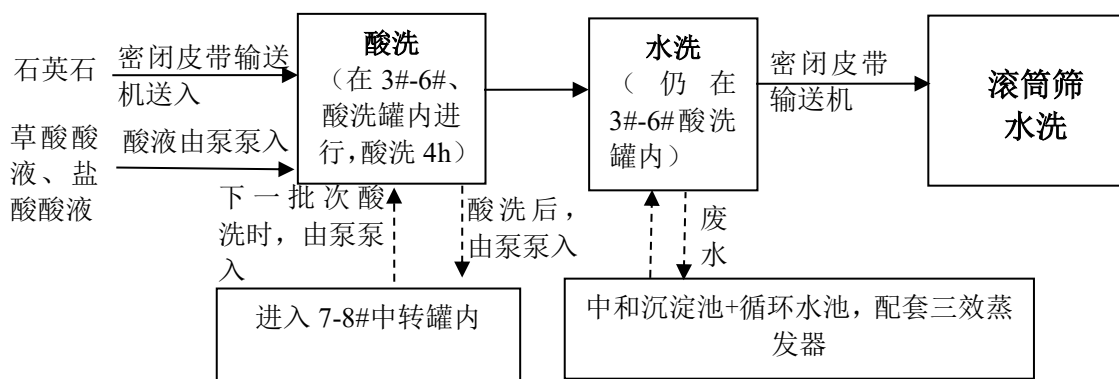 石英石
密闭皮带输送
机送入
草酸酸
液、盐
酸酸液
酸液由泵泵入
酸洗
（在 3#-6#、
酸洗罐内进
行，酸洗 4h）
水洗
（仍在
3#-6#酸洗
罐内）
密闭皮带
输送机
滚筒筛
水洗
下一批次酸
洗时，由泵泵
入
酸洗后，
由泵泵入
废
水
进入 7-8#中转罐内
中和沉淀池+循环水池，配套三效蒸
发器